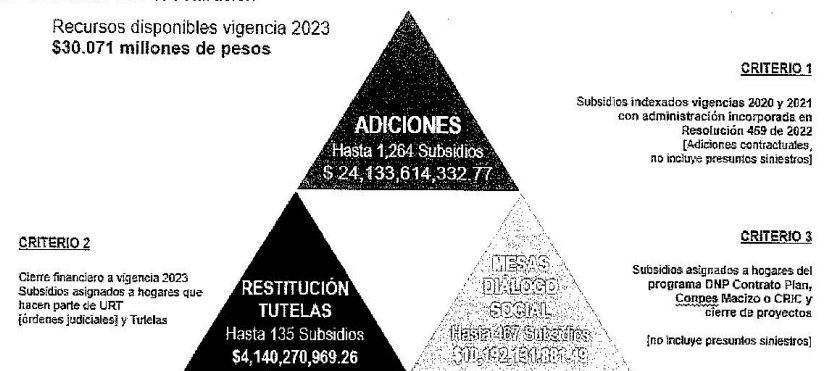 Recursos disponibles vigencia 2023
$30.071 millones de pesos
CRITERIO 1
Subsidios indexados vigencias 2020 y 2021
con administración incorporada en
Resolución 459 de 2022
[Adiciones contractuales,
no incluye presuntos siniestros]
ADICIONES
Hasta 1,264 Subsidios
$ 24,133,614,332.77
CRITERIO 2
Cierre financiero a vigencia 2023
Subsidios asignados a hogares que
hacen parte de URT
[órdenes judiciales] y Tutelas
RESTITUCIÓN
TUTELAS
Hasta 135 Subsidios
$4,140,270,969.26
MESAS
DIALOGO
SOCIAL
Hasta 467 Subsidios
CRITERIO 3
Subsidios asignados a hogares del
programa DNP Contrato Plan,
Conpes Macizo o CRIC y
cierre de proyectos
[no incluye presuntos siniestros]